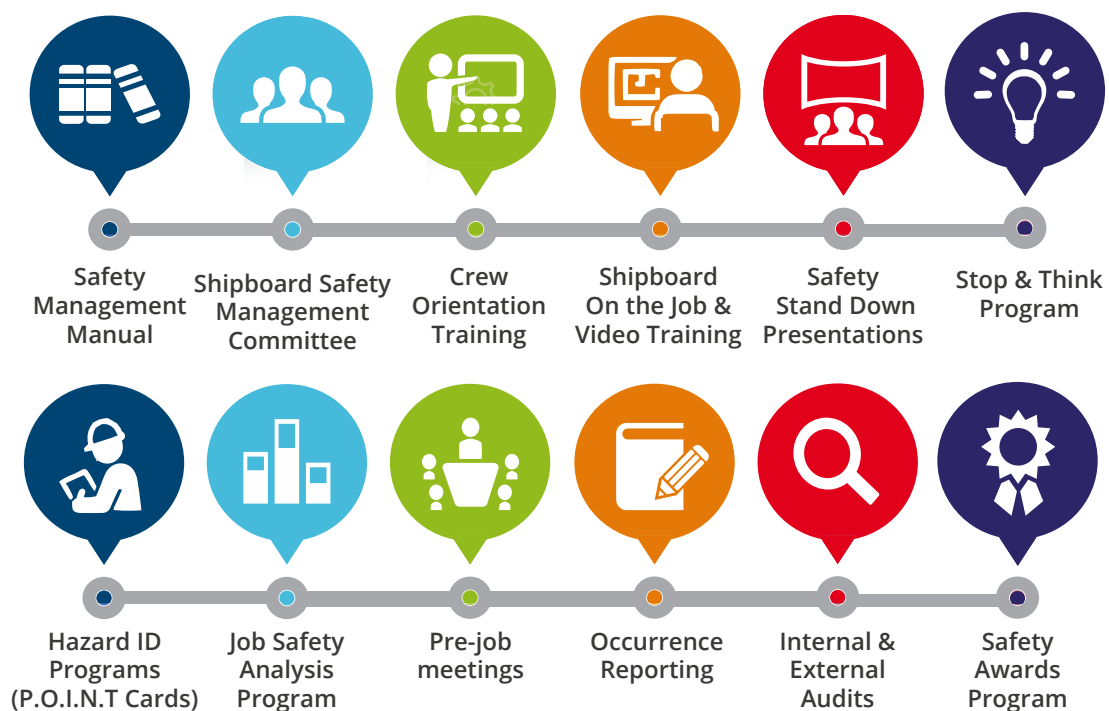 Safety
Management
Manual
Shipboard Safety
Management
Committee
Crew
Orientation
Training
Shipboard
On the Job &
Video Training
Safety
Stand Down
Presentations
Stop & Think
Program
Hazard ID
Programs
(P.O.I.N.T Cards)
Job Safety
Analysis
Program
Pre-job
meetings
Occurrence
Reporting
Internal &
External
Audits
Safety
Awards
Program